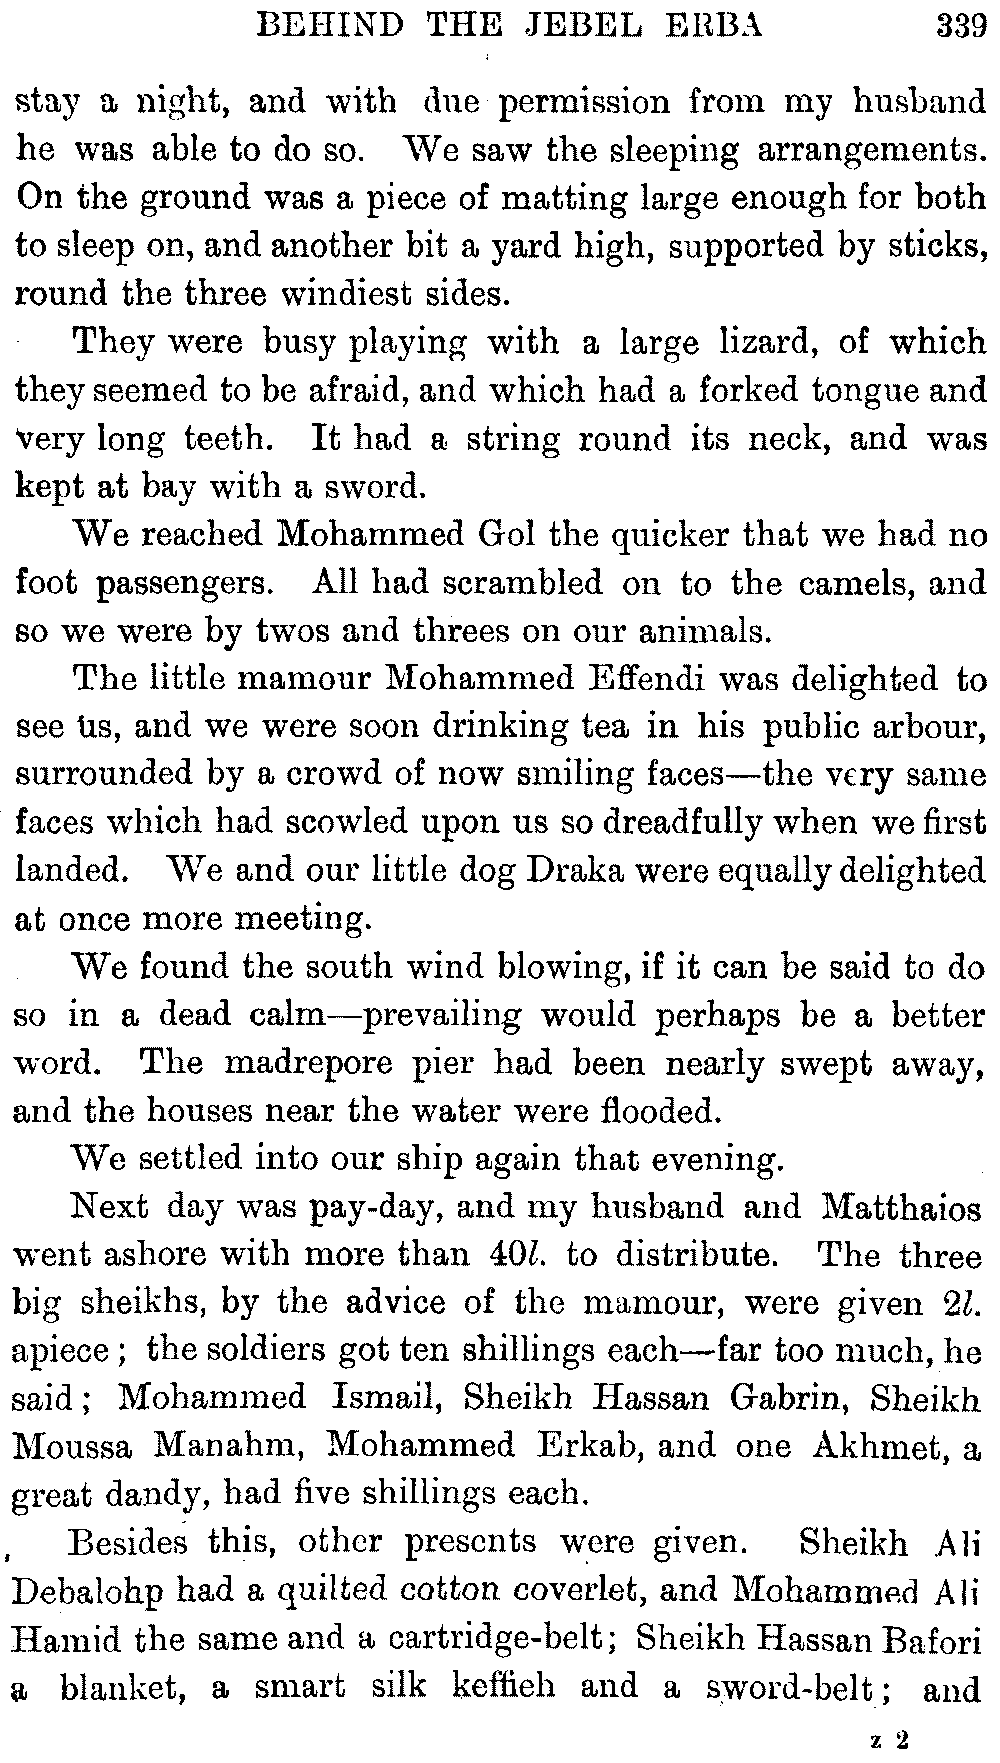 BEHIND THE JEBEL ERBA 339
stay a night, and with due permission from my husband
he was able to do so. We saw the sleeping arrangements.
On the ground was a piece of matting large enough for both
to sleep on, and another bit a yard high, supported by sticks,
round the three windiest sides.
They were busy playing with a large lizard, of which
they seemed to be afraid, and which had a forked tongue and
very long teeth. It had a string round its neck, and was
kept at bay with a sword.
We reached Mohammed Gol the quicker that we had no
foot passengers. All had scrambled on to the camels, and
so we were by twos and threes on our animals.
The little mamour Mohammed Effendi was delighted to
see us, and we were soon drinking tea in his public arbour,
surrounded by a crowd of now smiling faces—the very same
faces which had scowled upon us so dreadfully when we first
landed. We and our little dog Draka were equally delighted
at once more meeting.
We found the south wind blowing, if it can be said to do
so in a dead calm—prevailing would perhaps be a better
word. The madrepore pier had been nearly swept away,
and the houses near the water were flooded.
We settled into our ship again that evening.
Next day was pay-day, and my husband and Matthaios
went ashore with more than 40l. to distribute. The three
big sheikhs, by the advice of the mamour, were given 2l.
apiece; the soldiers got ten shillings each—far too much, he
said; Mohammed Ismail, Sheikh Hassan Gabrin, Sheikh
Moussa Manahm, Mohammed Erkab, and one Akhmet, a
great dandy, had five shillings each.
Besides this, other presents were given. Sheikh Ali
Debalohp had a quilted cotton coverlet, and Mohammed Ali
Hamid the same and a cartridge-belt; Sheikh Hassan Bafori
a blanket, a smart silk keffieh and a sword-belt; and
z 2